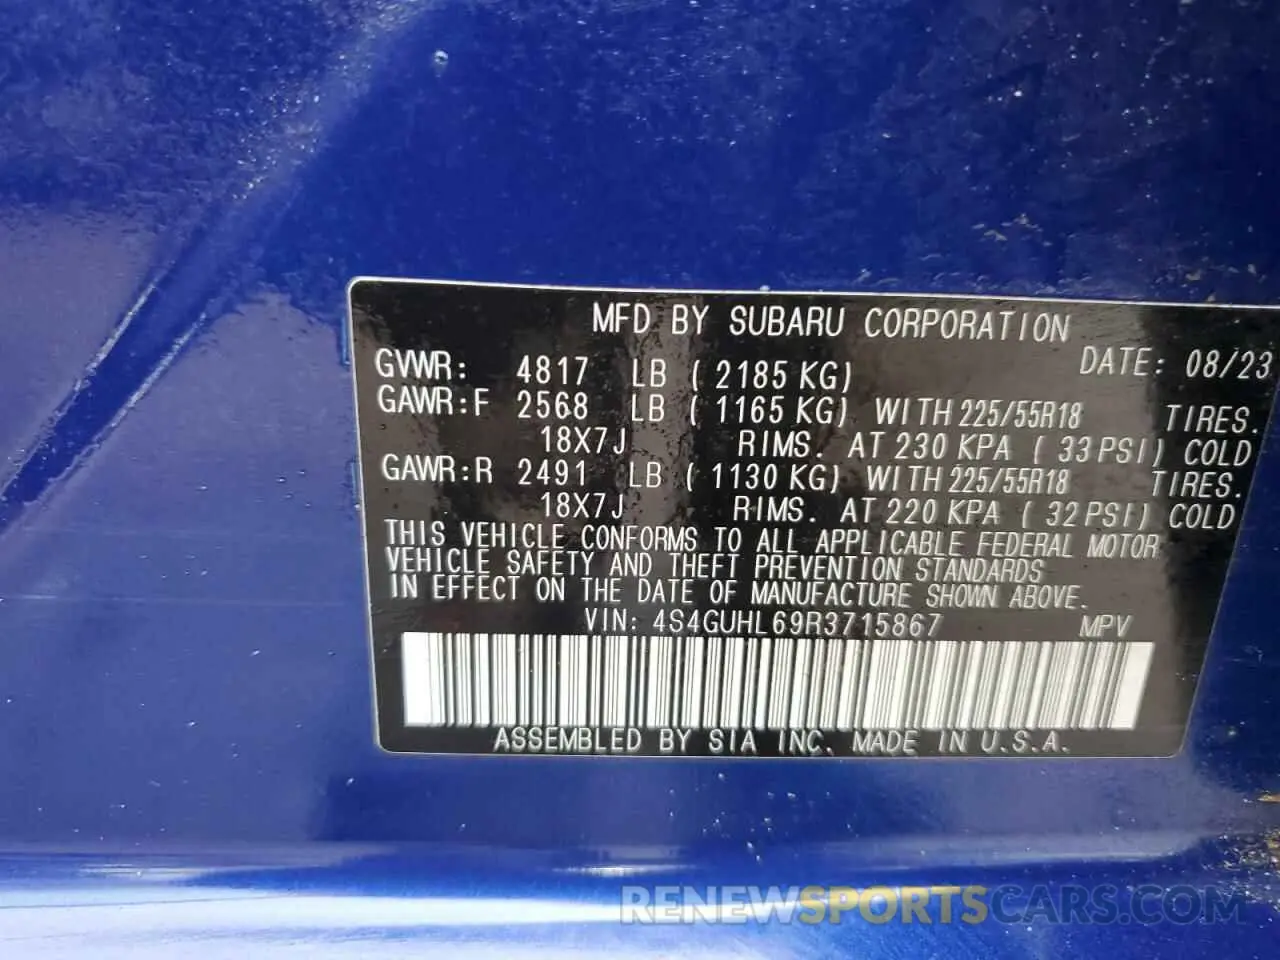 MFD BY SUBARU CORPORATION
DATE: 08/23
GVWR: 4817 LB (2185 KG)
GAWR:F 2568 LB (1165 KG) WITH 225/55R18 TIRES.
18X7J RIMS. AT 230 KPA (33 PSI) COLD
GAWR:R 2491 LB (1130 KG) WITH 225/55R18 TIRES.
18X7J RIMS. AT 220 KPA (32 PSI) COLD
THIS VEHICLE CONFORMS TO ALL APPLICABLE FEDERAL MOTOR
VEHICLE SAFETY AND THEFT PREVENTION STANDARDS
IN EFFECT ON THE DATE OF MANUFACTURE SHOWN ABOVE.
VIN: 4S4GUHL69R3715867 MPV
ASSEMBLED BY SIA INC. MADE IN U.S.A.
RENEWSPORTSCARS.COM